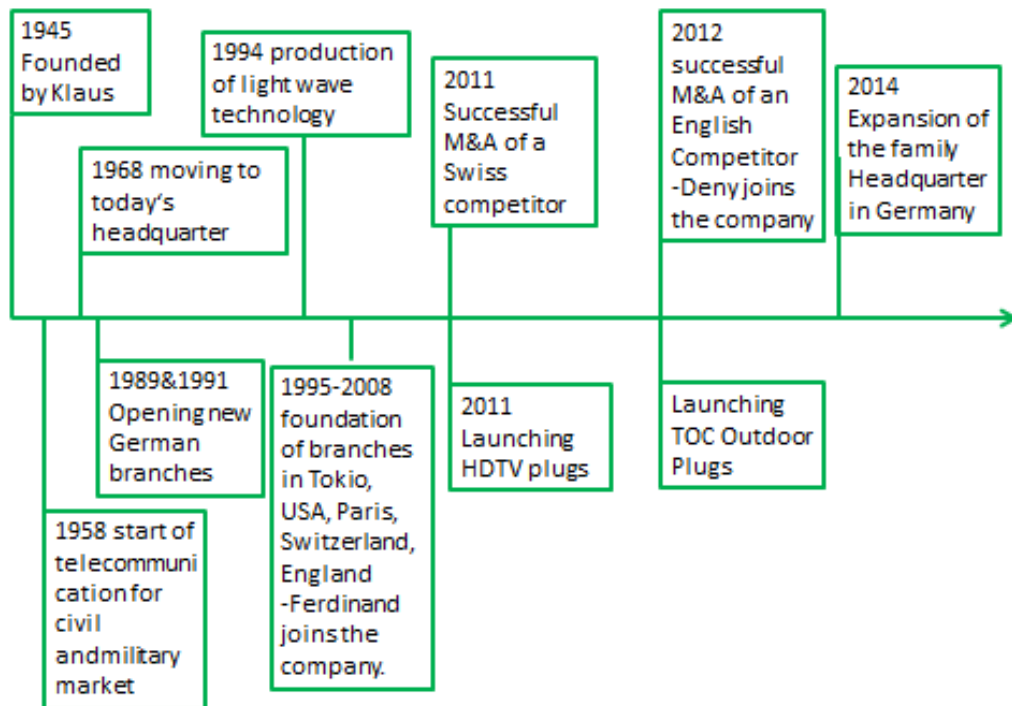 1945
Founded
by Klaus
1968 moving to
today's
headquarter
1994 production
of light wave
technology
2011
Successful
M&A of a
Swiss
competitor
2012
successful
M&A of an
English
Competitor
-Deny joins
the company
2014
Expansion of
the family
Headquarter
in Germany
1958 start of
telecommuni
cation for
civil
andmilitary
market
1989&1991
Opening new
German
branches
1995-2008
foundation
of branches
in Tokio,
USA, Paris,
Switzerland,
England
-Ferdinand
joins the
company.
2011
Launching
HDTV plugs
Launching
TOC Outdoor
Plugs